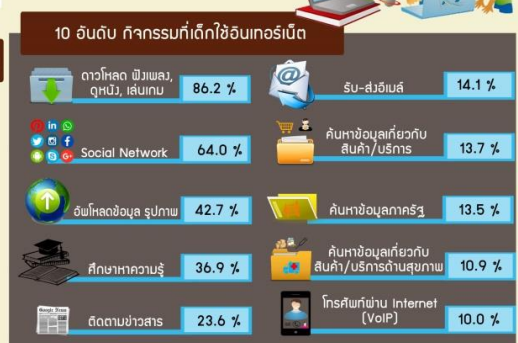 10 อันดับ กิจกรรมที่เด็กใช้อินเทอร์เน็ต
ดาวโหลด ฟังเพลง,
ดูหนัง, เล่นเกม
86.2 %
Social Network
64.0 %
อัพโหลดข้อมูล รูปภาพ
42.7 %
ศึกษาหาความรู้
36.9 %
Google News
ติดตามข่าวสาร
23.6 %
รับ-ส่งอีเมล์
14.1 %
ค้นหาข้อมูลเกี่ยวกับ
สินค้า/บริการ
13.7 %
ค้นหาข้อมูลภาครัฐ
13.5 %
ค้นหาข้อมูลเกี่ยวกับ
สินค้า/บริการด้านสุขภาพ
10.9 %
โทรศัพท์ผ่าน Internet
(VoIP)
10.0 %